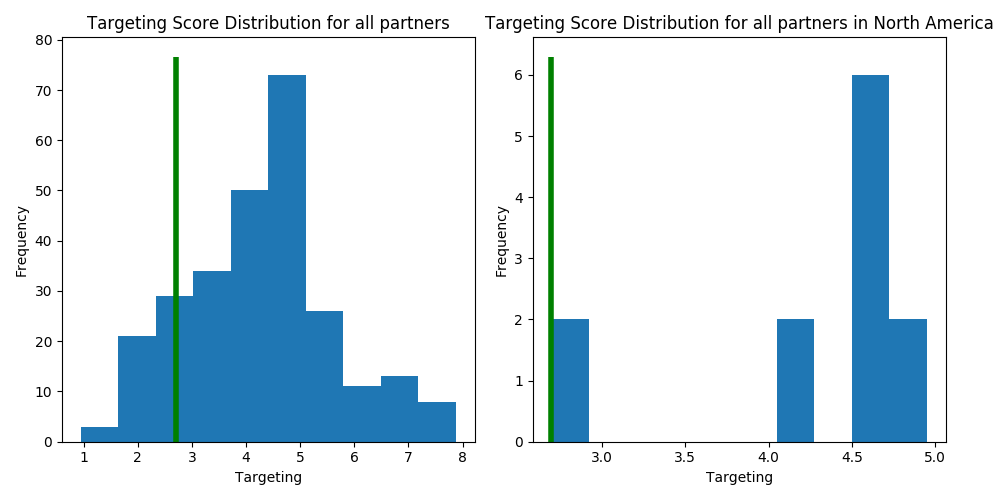 Targeting Score Distribution for all partners
80
70
60
50
40
30
20
10
0
Frequency
1 2 3 4 5 6 7 8
Targeting
Targeting Score Distribution for all partners in North America
6
5
4
3
2
1
0
Frequency
3.0 3.5 4.0 4.5 5.0
Targeting